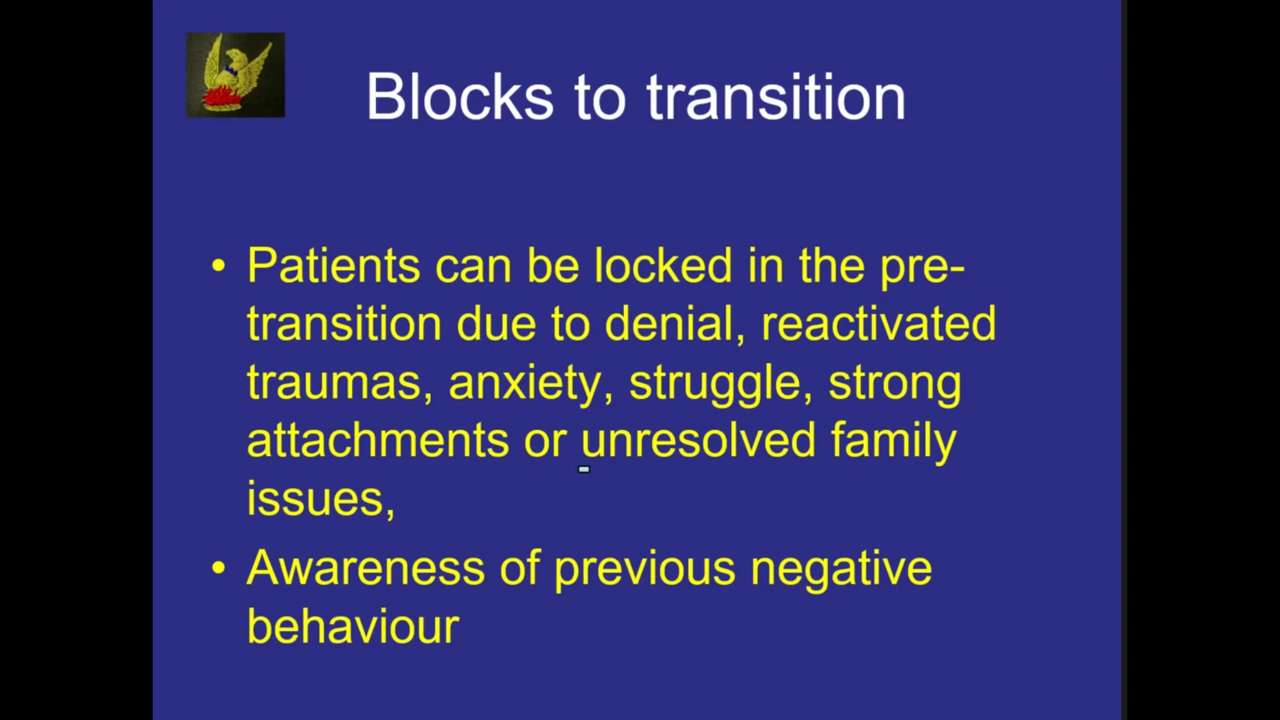 Blocks to transition
• Patients can be locked in the pre-
transition due to denial, reactivated
traumas, anxiety, struggle, strong
attachments or unresolved family
issues,
• Awareness of previous negative
behaviour